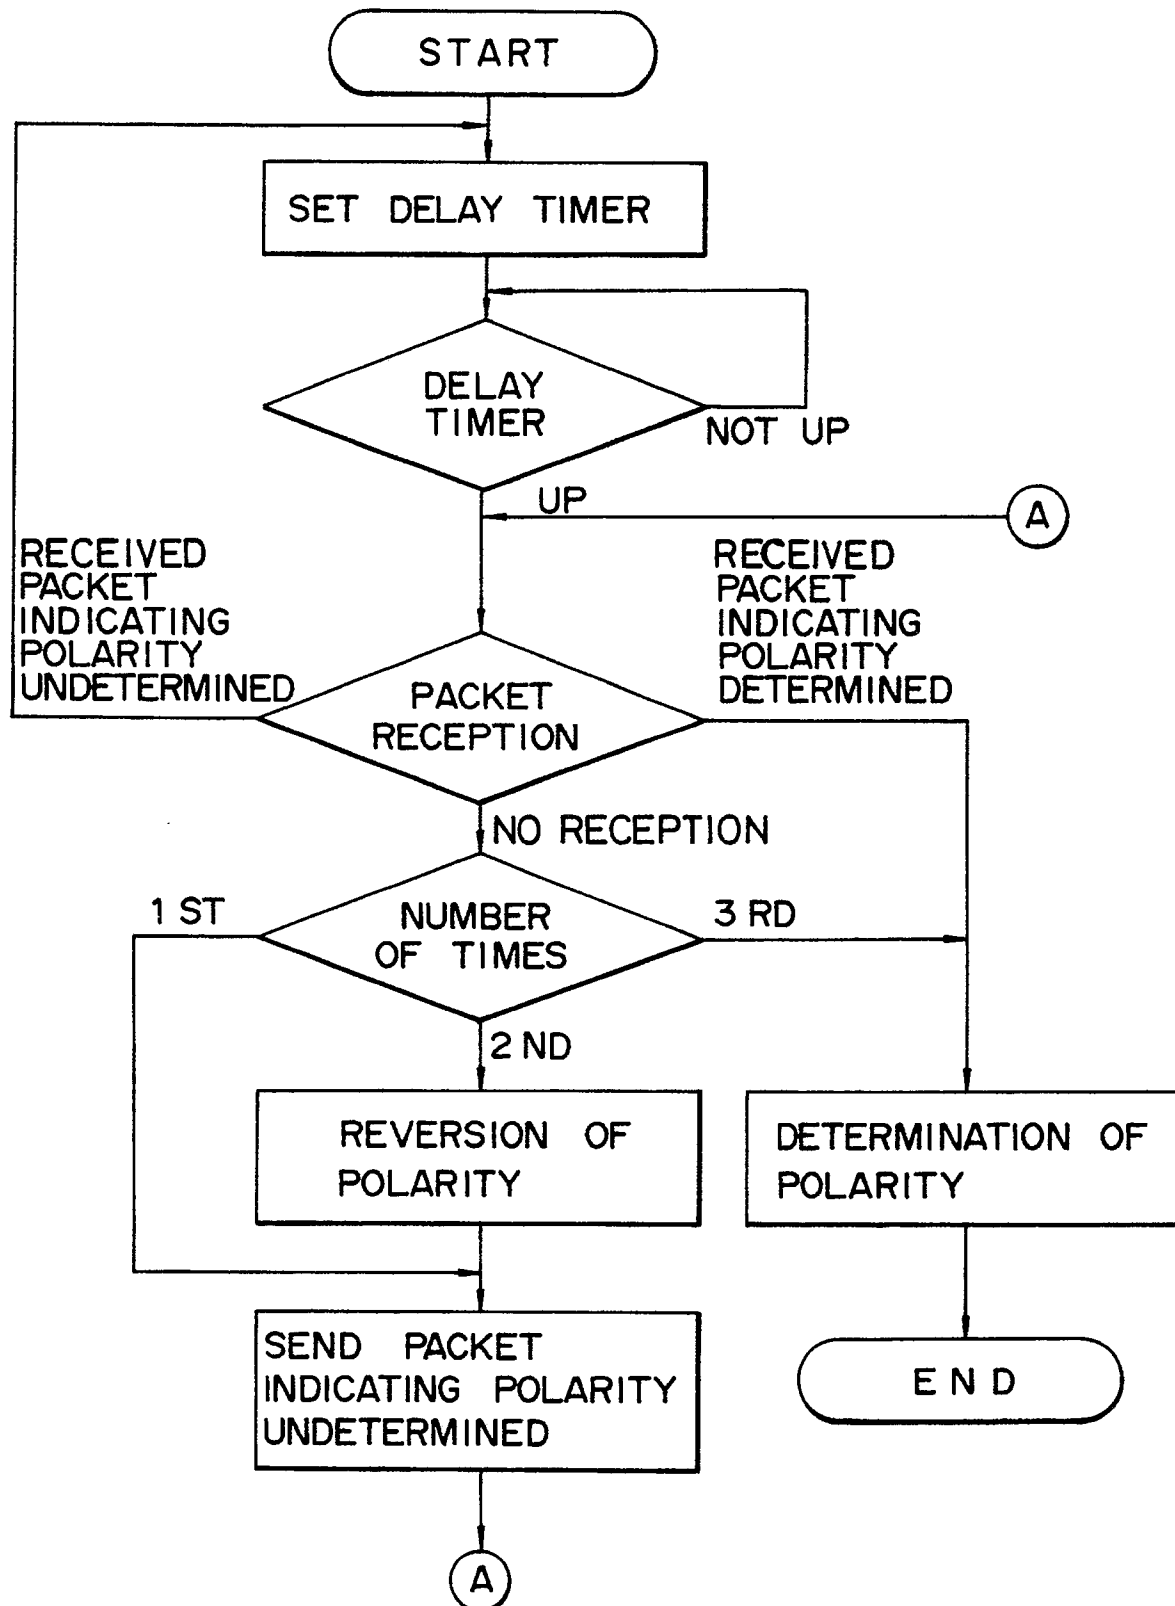 START
SET DELAY TIMER
DELAY
TIMER
NOT UP
UP
A
RECEIVED
PACKET
INDICATING
POLARITY
UNDETERMINED
RECEIVED
PACKET
INDICATING
POLARITY
DETERMINED
PACKET
RECEPTION
NO RECEPTION
1 ST
NUMBER
OF TIMES
3 RD
2 ND
REVERSION OF
POLARITY
DETERMINATION OF
POLARITY
SEND PACKET
INDICATING POLARITY
UNDETERMINED
END
A